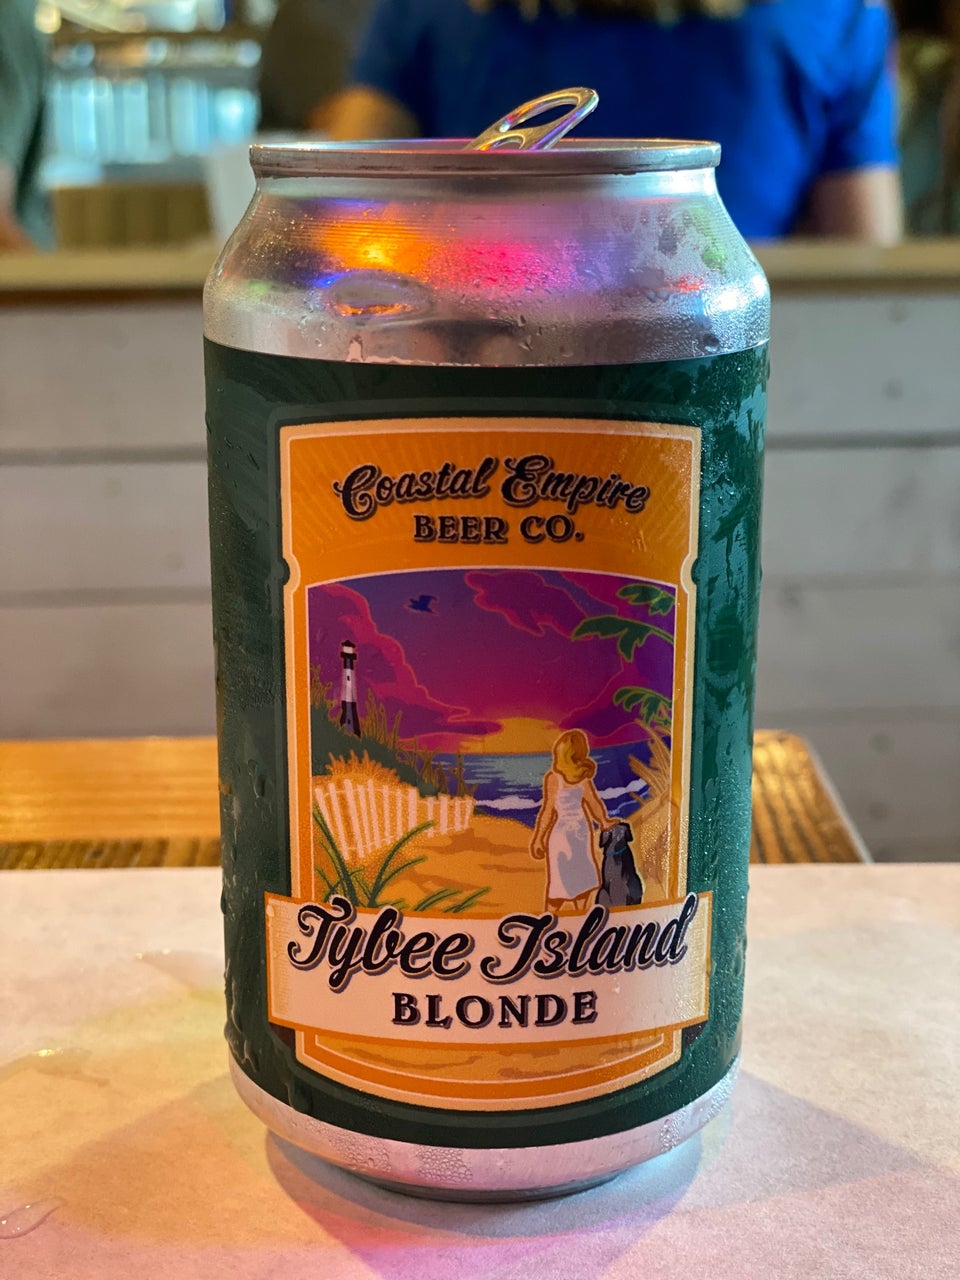 Coastal Empire
BEER CO.
Tybee Island
BLONDE